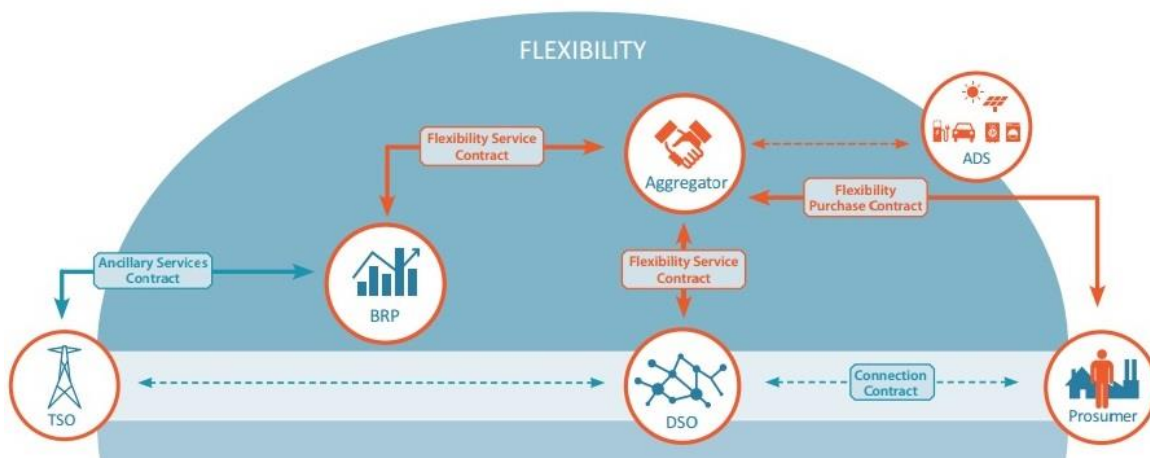 FLEXIBILITY
Flexibility Service
Contract
Aggregator
ADS
Flexibility
Purchase Contract
Ancillary Services
Contract
BRP
Flexibility Service
Contract
TSO
DSO
Connection
Contract
Prosumer